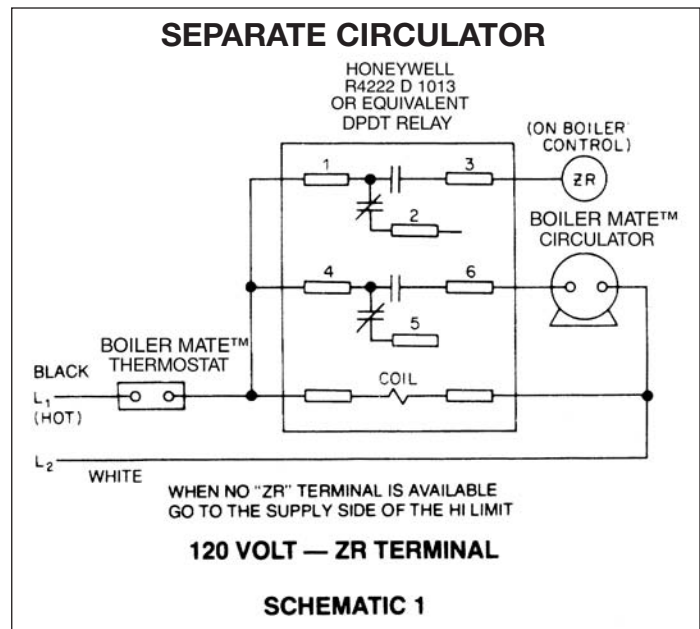 SEPARATE CIRCULATOR
HONEYWELL
R4222 D 1013
OR EQUIVALENT
DPDT RELAY
(ON BOILER
CONTROL)
1
3
ZR
2
BOILER MATE™
CIRCULATOR
4
6
5
BOILER MATE™
THERMOSTAT
BLACK
L1
(HOT)
COIL
L2
WHITE
WHEN NO "ZR" TERMINAL IS AVAILABLE
GO TO THE SUPPLY SIDE OF THE HI LIMIT
120 VOLT — ZR TERMINAL
SCHEMATIC 1